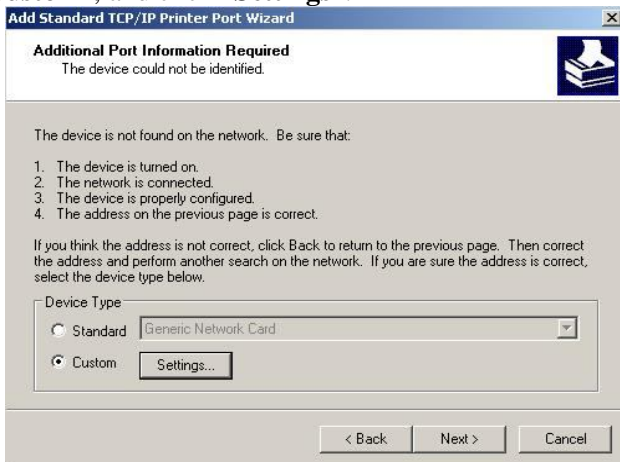 Add Standard TCP/IP Printer Port Wizard
Additional Port Information Required
The device could not be identified.
The device is not found on the network. Be sure that:
1. The device is turned on.
2. The network is connected.
3. The device is properly configured.
4. The address on the previous page is correct.
If you think the address is not correct, click Back to return to the previous page. Then correct
the address and perform another search on the network. If you are sure the address is correct,
select the device type below.
Device Type
Standard Generic Network Card
Custom Settings...
< Back Next > Cancel